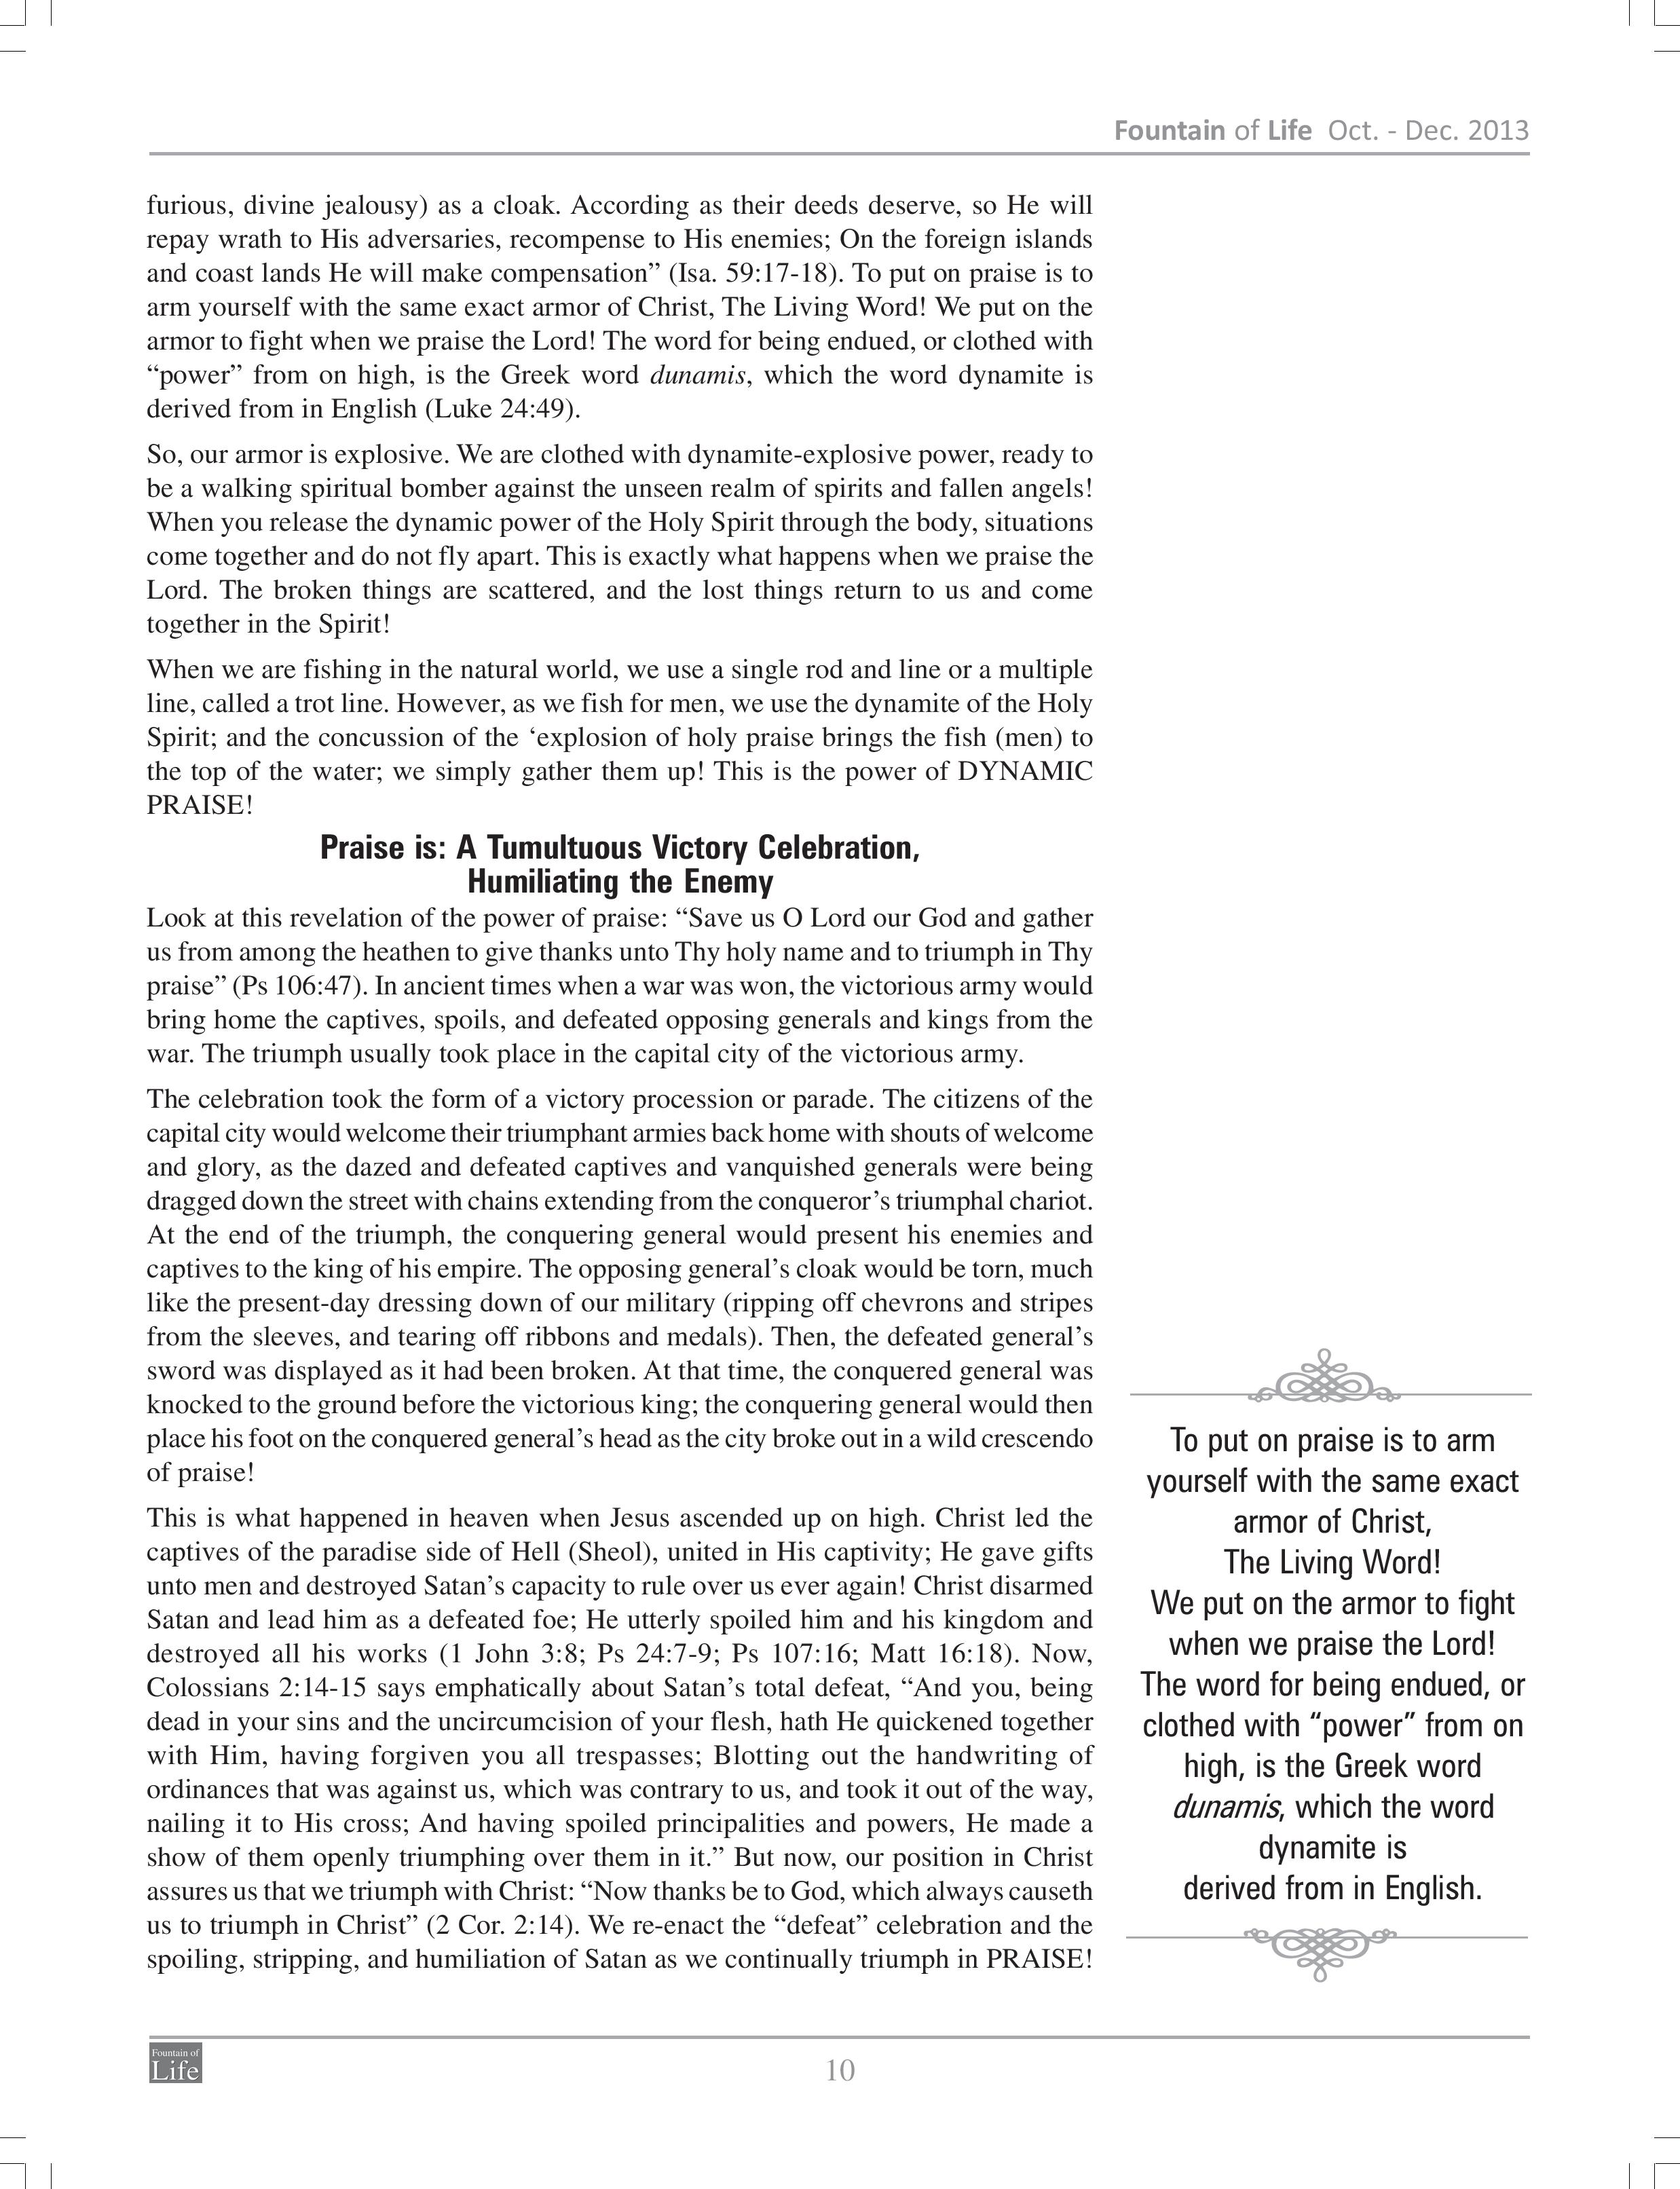 Fountain of Life Oct. - Dec. 2013
furious, divine jealousy) as a cloak. According as their deeds deserve, so He will
repay wrath to His adversaries, recompense to His enemies; On the foreign islands
and coast lands He will make compensation” (Isa. 59:17-18). To put on praise is to
arm yourself with the same exact armor of Christ, The Living Word! We put on the
armor to fight when we praise the Lord! The word for being endued, or clothed with
“power” from on high, is the Greek word dunamis, which the word dynamite is
derived from in English (Luke 24:49).
So, our armor is explosive. We are clothed with dynamite-explosive power, ready to
be a walking spiritual bomber against the unseen realm of spirits and fallen angels!
When you release the dynamic power of the Holy Spirit through the body, situations
come together and do not fly apart. This is exactly what happens when we praise the
Lord. The broken things are scattered, and the lost things return to us and come
together in the Spirit!
When we are fishing in the natural world, we use a single rod and line or a multiple
line, called a trot line. However, as we fish for men, we use the dynamite of the Holy
Spirit; and the concussion of the ‘explosion of holy praise brings the fish (men) to
the top of the water; we simply gather them up! This is the power of DYNAMIC
PRAISE!
Praise is: A Tumultuous Victory Celebration,
Humiliating the Enemy
Look at this revelation of the power of praise: “Save us O Lord our God and gather
us from among the heathen to give thanks unto Thy holy name and to triumph in Thy
praise” (Ps 106:47). In ancient times when a war was won, the victorious army would
bring home the captives, spoils, and defeated opposing generals and kings from the
war. The triumph usually took place in the capital city of the victorious army.
The celebration took the form of a victory procession or parade. The citizens of the
capital city would welcome their triumphant armies back home with shouts of welcome
and glory, as the dazed and defeated captives and vanquished generals were being
dragged down the street with chains extending from the conqueror’s triumphal chariot.
At the end of the triumph, the conquering general would present his enemies and
captives to the king of his empire. The opposing general’s cloak would be torn, much
like the present-day dressing down of our military (ripping off chevrons and stripes
from the sleeves, and tearing off ribbons and medals). Then, the defeated general’s
sword was displayed as it had been broken. At that time, the conquered general was
knocked to the ground before the victorious king; the conquering general would then
place his foot on the conquered general’s head as the city broke out in a wild crescendo
of praise!
This is what happened in heaven when Jesus ascended up on high. Christ led the
captives of the paradise side of Hell (Sheol), united in His captivity; He gave gifts
unto men and destroyed Satan’s capacity to rule over us ever again! Christ disarmed
Satan and lead him as a defeated foe; He utterly spoiled him and his kingdom and
destroyed all his works (1 John 3:8; Ps 24:7-9; Ps 107:16; Matt 16:18). Now,
Colossians 2:14-15 says emphatically about Satan’s total defeat, “And you, being
dead in your sins and the uncircumcision of your flesh, hath He quickened together
with Him, having forgiven you all trespasses; Blotting out the handwriting of
ordinances that was against us, which was contrary to us, and took it out of the way,
nailing it to His cross; And having spoiled principalities and powers, He made a
show of them openly triumphing over them in it.” But now, our position in Christ
assures us that we triumph with Christ: “Now thanks be to God, which always causeth
us to triumph in Christ” (2 Cor. 2:14). We re-enact the “defeat” celebration and the
spoiling, stripping, and humiliation of Satan as we continually triumph in PRAISE!
To put on praise is to arm
yourself with the same exact
armor of Christ,
The Living Word!
We put on the armor to fight
when we praise the Lord!
The word for being endued, or
clothed with “power” from on
high, is the Greek word
dunamis, which the word
dynamite is
derived from in English.
Fountain of
Life
10